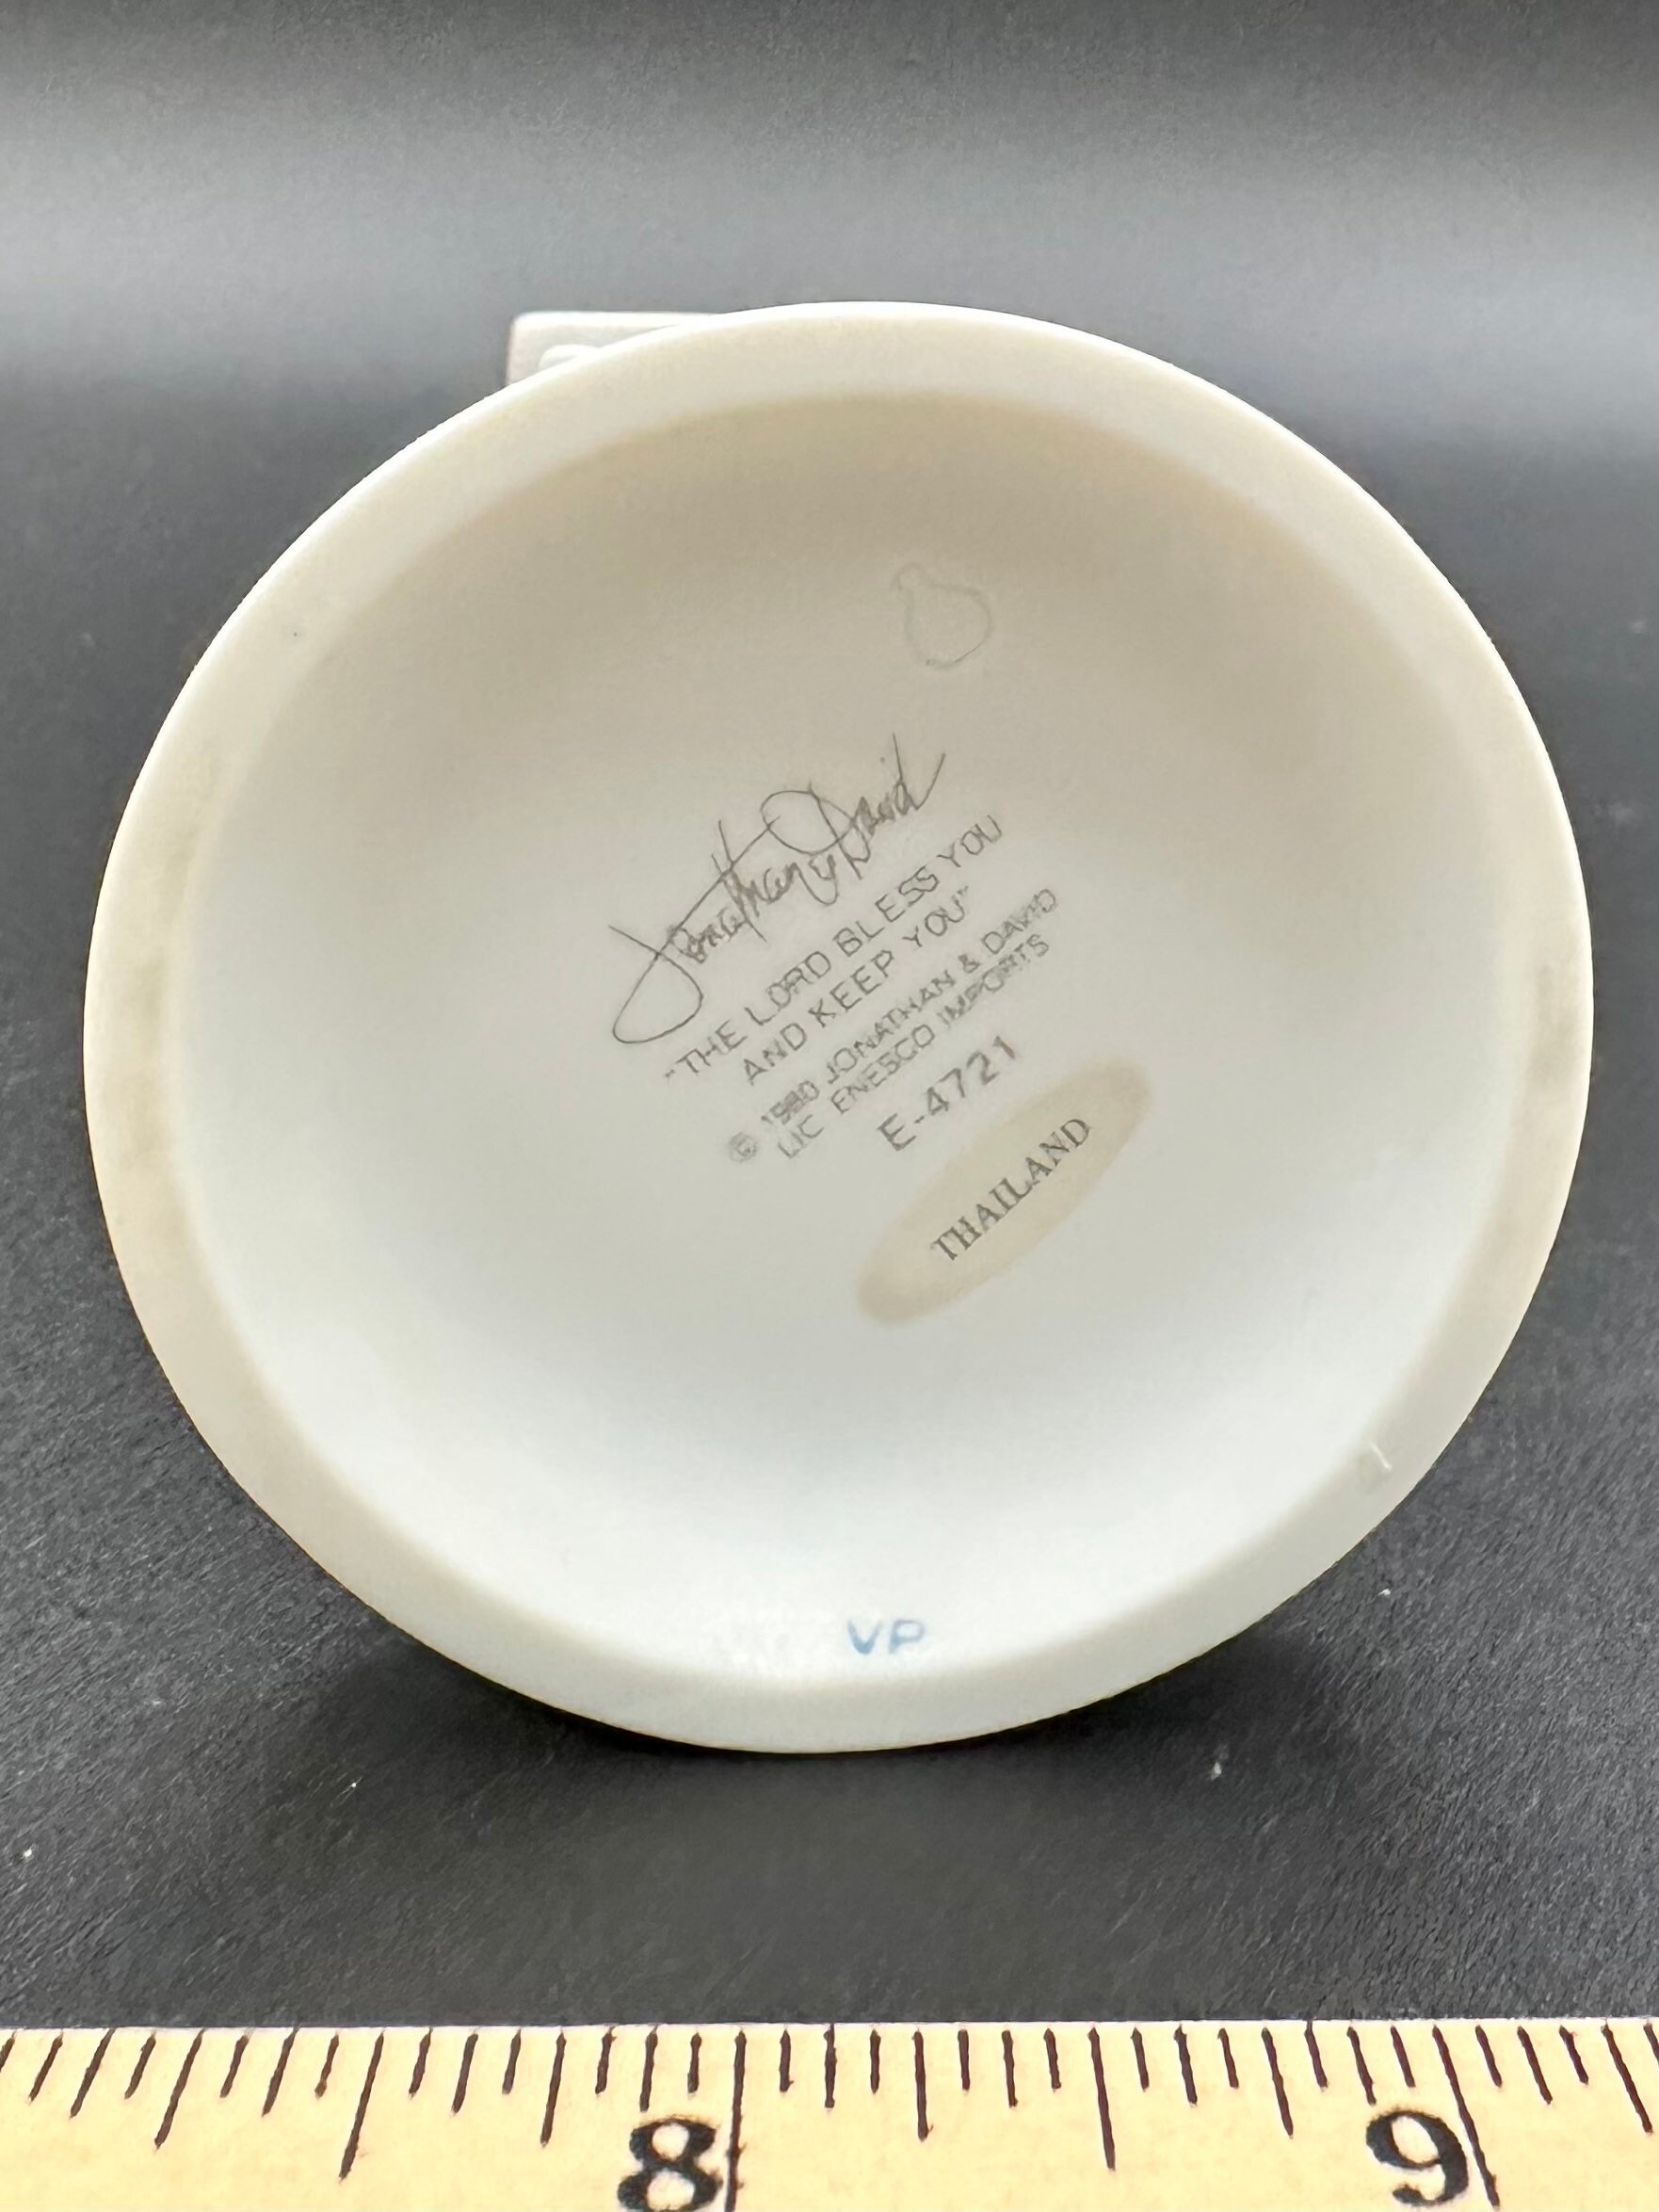 Jonathan & David
"THE LORD BLESS YOU
AND KEEP YOU"
© 1980 JONATHAN & DAVID
LIC ENESCO IMPORTS
E-4721
THAILAND
VP
8 9